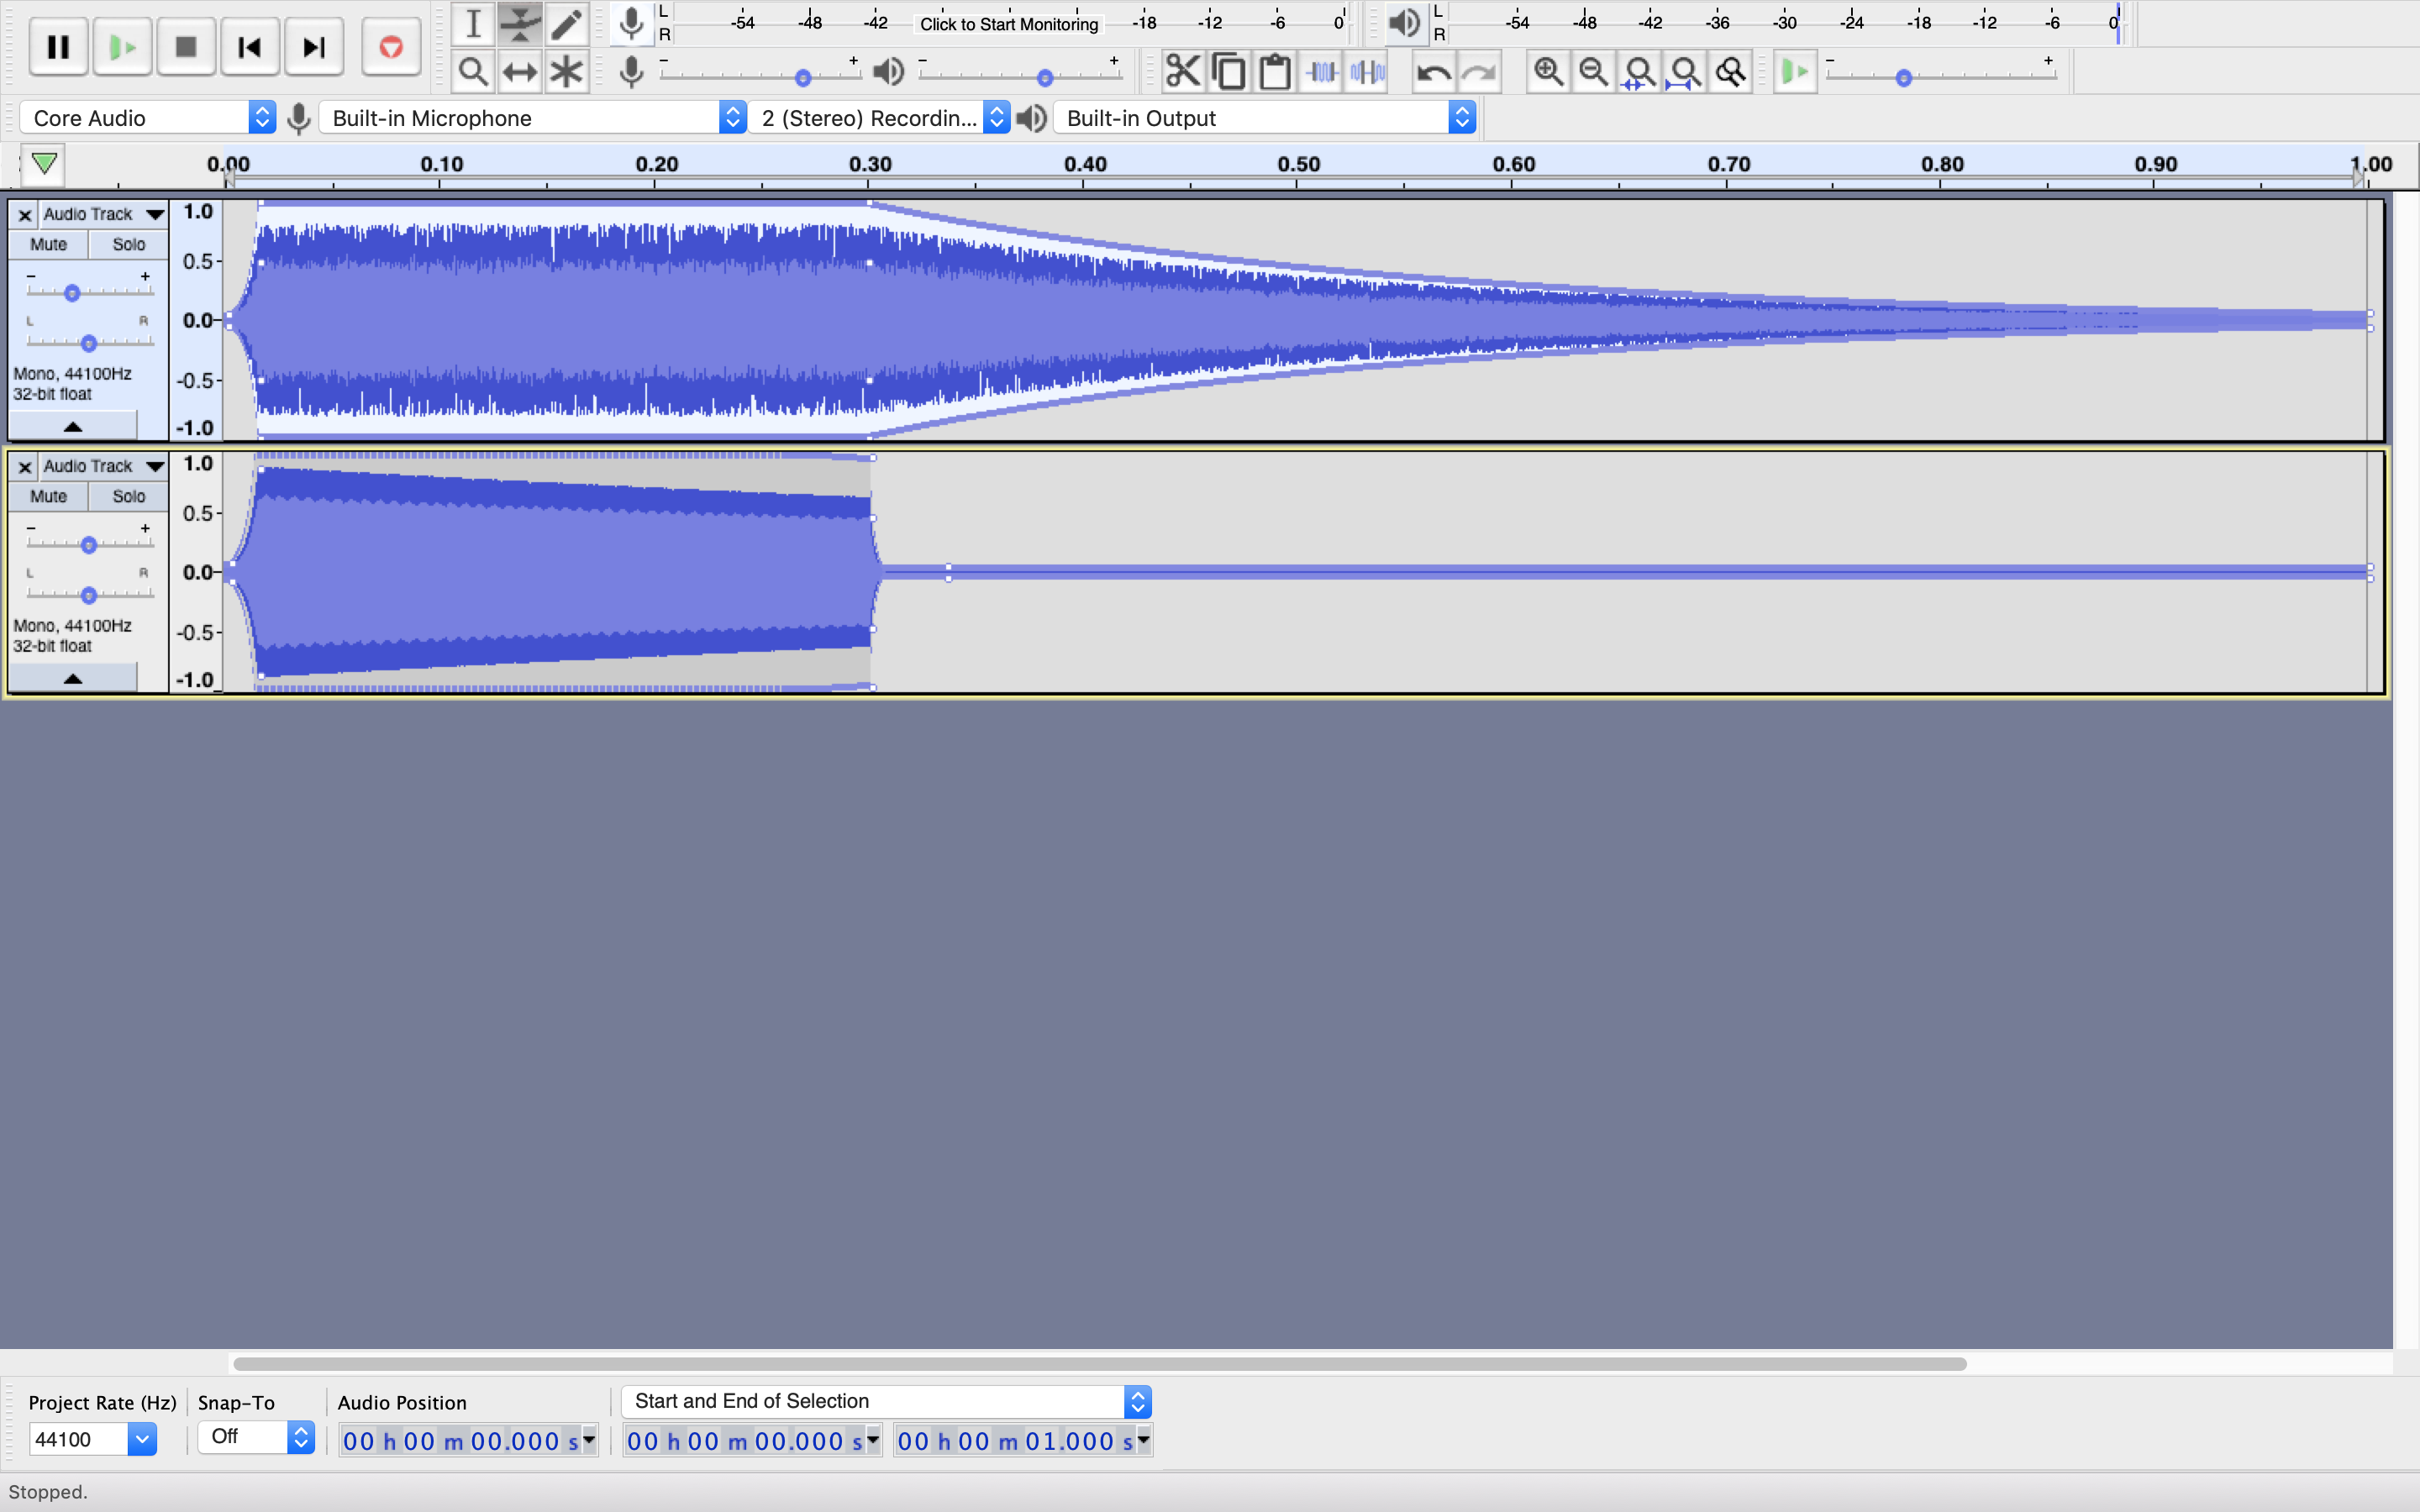 L
R
-54 -48 -42 Click to Start Monitoring -18 -12 -6 0
L
R
-54 -48 -42 -36 -30 -24 -18 -12 -6 0
- + - + - +
Core Audio Built-in Microphone 2 (Stereo) Recordin... Built-in Output
0.00 0.10 0.20 0.30 0.40 0.50 0.60 0.70 0.80 0.90 1.00
Audio Track
Mute Solo
- +
L R
Mono, 44100Hz
32-bit float
1.0
0.5
0.0
-0.5
-1.0
Audio Track
Mute Solo
- +
L R
Mono, 44100Hz
32-bit float
1.0
0.5
0.0
-0.5
-1.0
Project Rate (Hz) Snap-To Audio Position Start and End of Selection
44100 Off 00 h 00 m 00.000 s 00 h 00 m 00.000 s 00 h 00 m 01.000 s
Stopped.